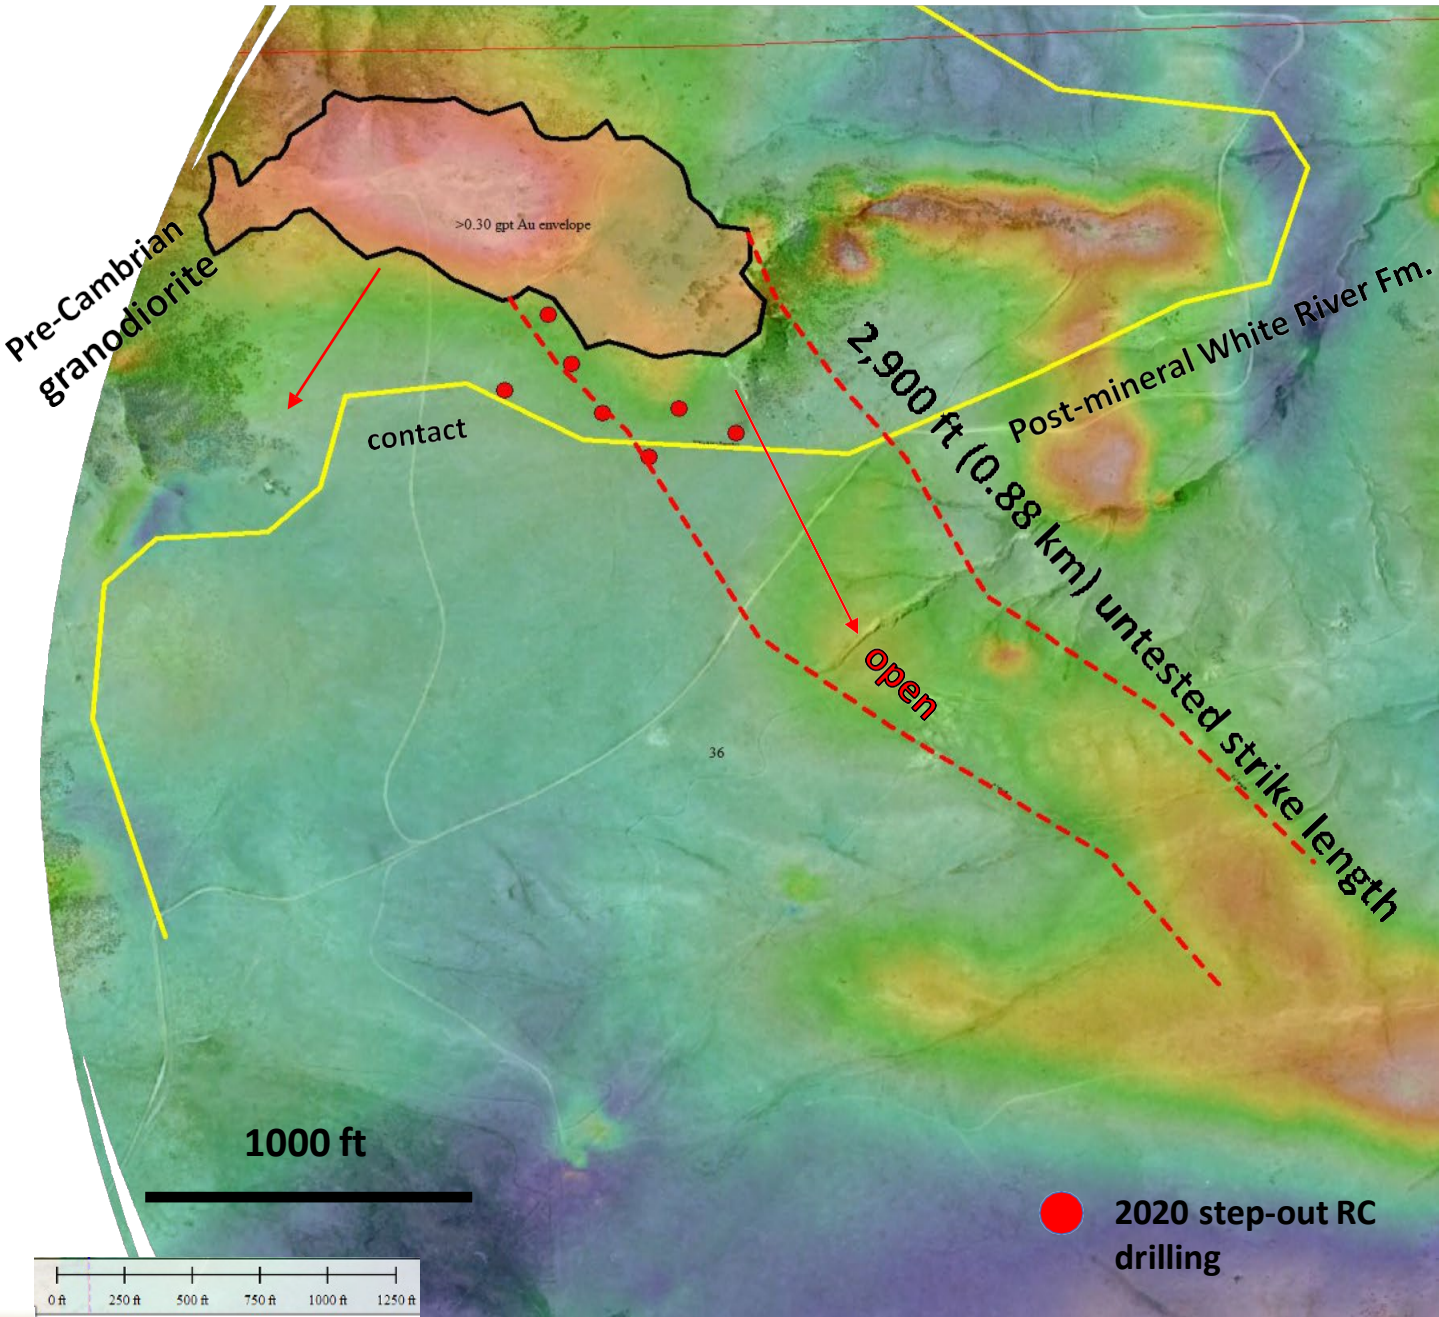 >0.30 gpt Au envelope
Pre-Cambrian
granodiorite
contact
Post-mineral White River Fm.
2,900 ft (0.88 km) untested strike length
open
36
1000 ft
2020 step-out RC
drilling
0 ft 250 ft 500 ft 750 ft 1000 ft 1250 ft